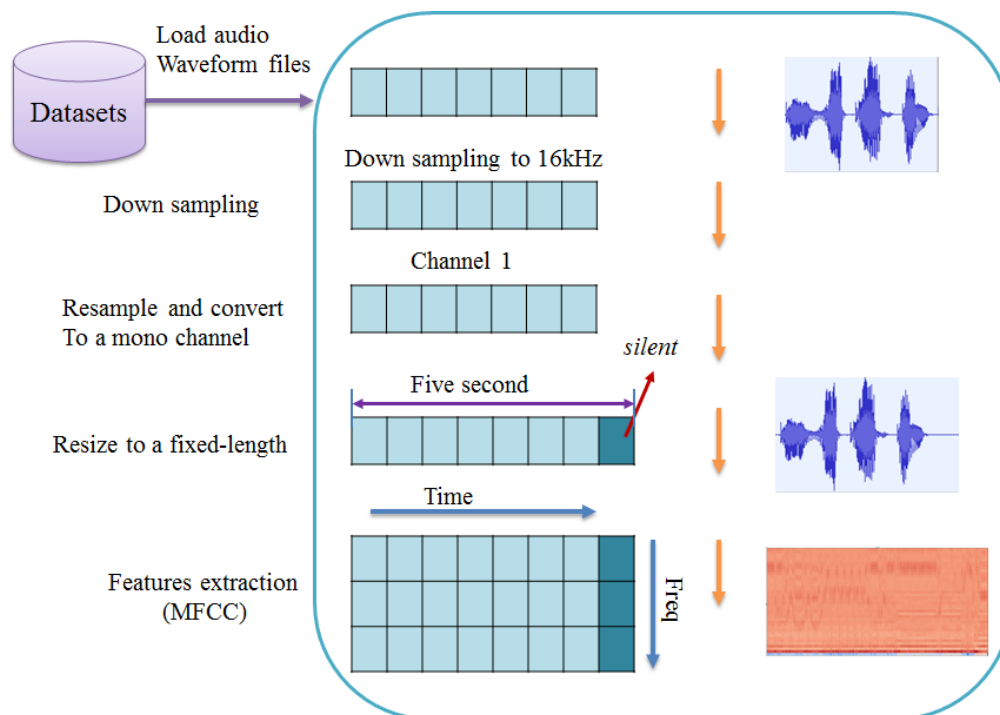 Load audio
Waveform files
Datasets
Down sampling to 16kHz
Down sampling
Channel 1
Resample and convert
To a mono channel
silent
Five second
Resize to a fixed-length
Time
Features extraction
(MFCC)
Freq